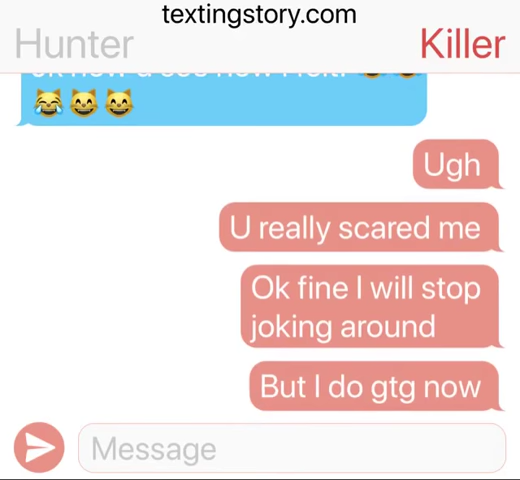 textingstory.com
Hunter
Killer
Ugh
U really scared me
Ok fine I will stop
joking around
But I do gtg now
Message